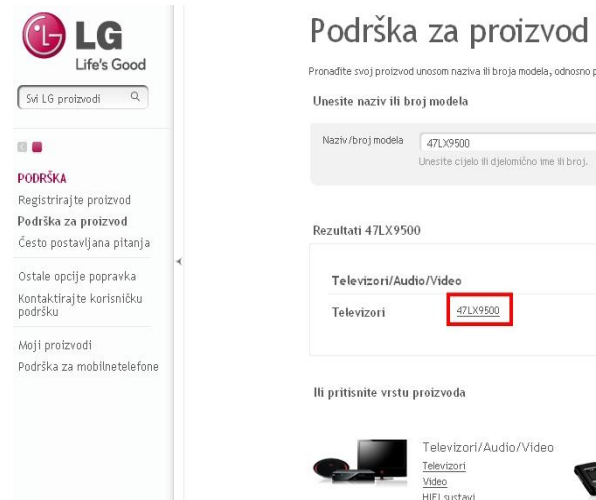 LG
Life's Good
Svi LG proizvodi
PODRŠKA
Registrirajte proizvod
Podrška za proizvod
Često postavljana pitanja
Ostale opcije popravka
Kontaktirajte korisničku
podršku
Moji proizvodi
Podrška za mobilnetelefone
Podrška za proizvod
Pronađite svoj proizvod unosom naziva ili broja modela, odnosno
Unesite naziv ili broj modela
Naziv/broj modela 47LX9500
Unesite cijelo ili djelomično ime ili broj.
Rezultati 47LX9500
Televizori/Audio/Video
Televizori 47LX9500
Ili pritisnite vrstu proizvoda
Televizori/Audio/Video
Televizori
Video
HIFI sustavi